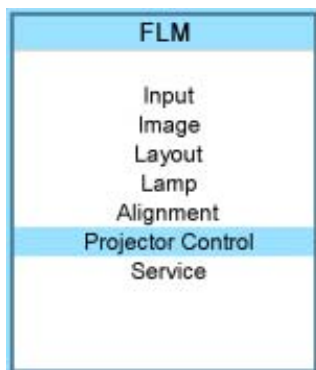 FLM
Input
Image
Layout
Lamp
Alignment
Projector Control
Service